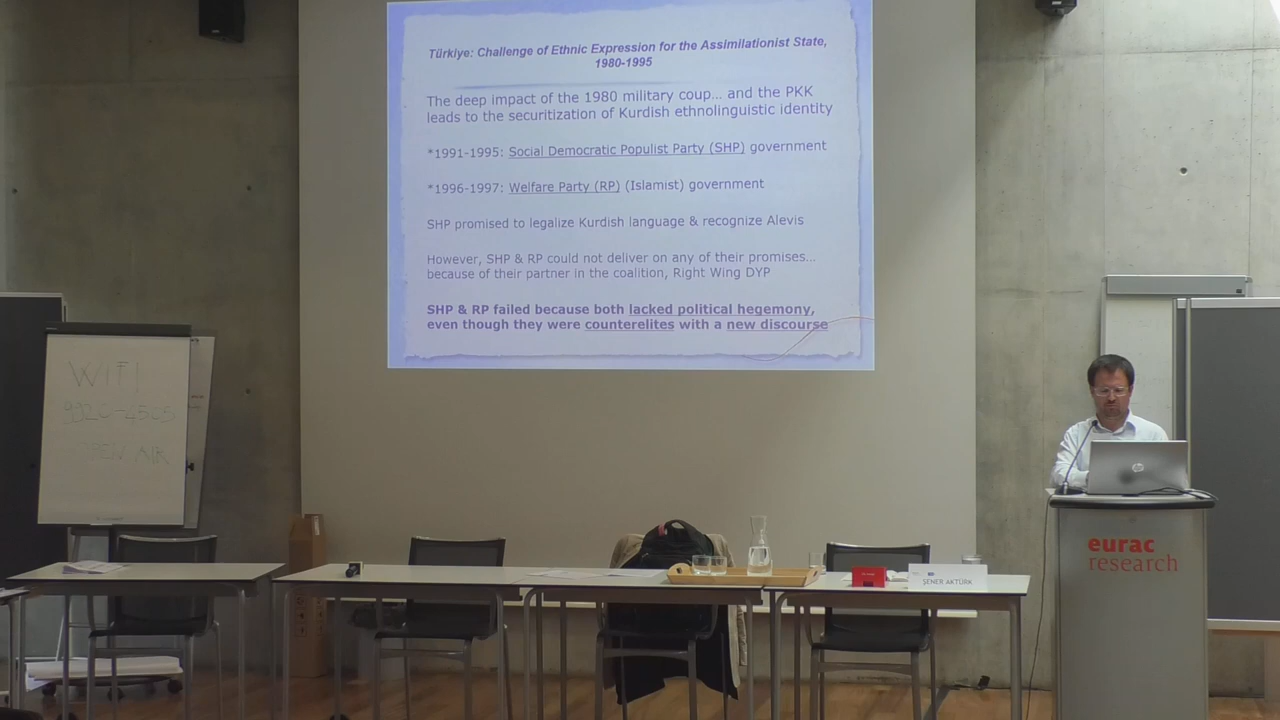 Türkiye: Challenge of Ethnic Expression for the Assimilationist State,
1980-1995
The deep impact of the 1980 military coup... and the PKK
leads to the securitization of Kurdish ethnolinguistic identity
*1991-1995: Social Democratic Populist Party (SHP) government
*1996-1997: Welfare Party (RP) (Islamist) government
SHP promised to legalize Kurdish language & recognize Alevis
However, SHP & RP could not deliver on any of their promises...
because of their partner in the coalition, Right Wing DYP
SHP & RP failed because both lacked political hegemony,
even though they were counterelites with a new discourse
WIFI
AIR
hp
eurac
research
ŞENER AKTÜRK